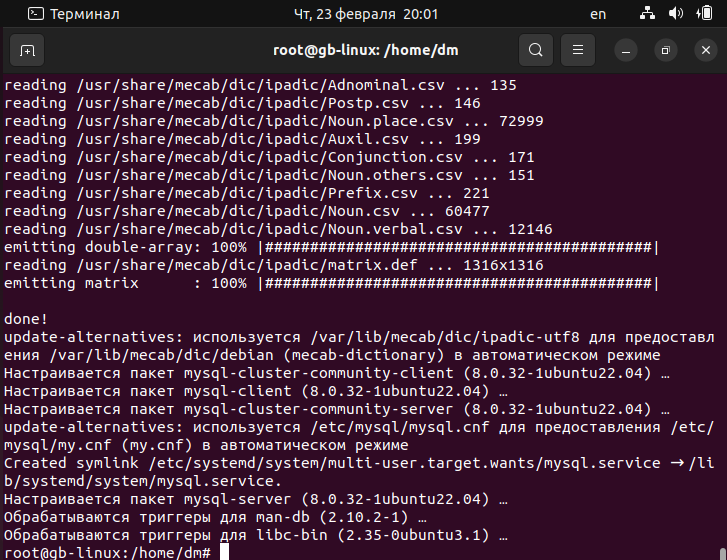 Терминал Чт, 23 февраля 20:01 en
root@gb-linux: /home/dm
reading /usr/share/mecab/dic/ipadic/Adnominal.csv ... 135
reading /usr/share/mecab/dic/ipadic/Postp.csv ... 146
reading /usr/share/mecab/dic/ipadic/Noun.place.csv ... 72999
reading /usr/share/mecab/dic/ipadic/Auxil.csv ... 199
reading /usr/share/mecab/dic/ipadic/Conjunction.csv ... 171
reading /usr/share/mecab/dic/ipadic/Noun.others.csv ... 151
reading /usr/share/mecab/dic/ipadic/Prefix.csv ... 221
reading /usr/share/mecab/dic/ipadic/Noun.csv ... 60477
reading /usr/share/mecab/dic/ipadic/Noun.verbal.csv ... 12146
emitting double-array: 100% |###########################################|
reading /usr/share/mecab/dic/ipadic/matrix.def ... 1316x1316
emitting matrix      : 100% |###########################################|
done!
update-alternatives: используется /var/lib/mecab/dic/ipadic-utf8 для предоставл
ения /var/lib/mecab/dic/debian (mecab-dictionary) в автоматическом режиме
Настраивается пакет mysql-cluster-community-client (8.0.32-1ubuntu22.04) …
Настраивается пакет mysql-client (8.0.32-1ubuntu22.04) …
Настраивается пакет mysql-cluster-community-server (8.0.32-1ubuntu22.04) …
update-alternatives: используется /etc/mysql/mysql.cnf для предоставления /etc/
mysql/my.cnf (my.cnf) в автоматическом режиме
Created symlink /etc/systemd/system/multi-user.target.wants/mysql.service → /li
b/systemd/system/mysql.service.
Настраивается пакет mysql-server (8.0.32-1ubuntu22.04) …
Обрабатываются триггеры для man-db (2.10.2-1) …
Обрабатываются триггеры для libc-bin (2.35-0ubuntu3.1) …
root@gb-linux:/home/dm#